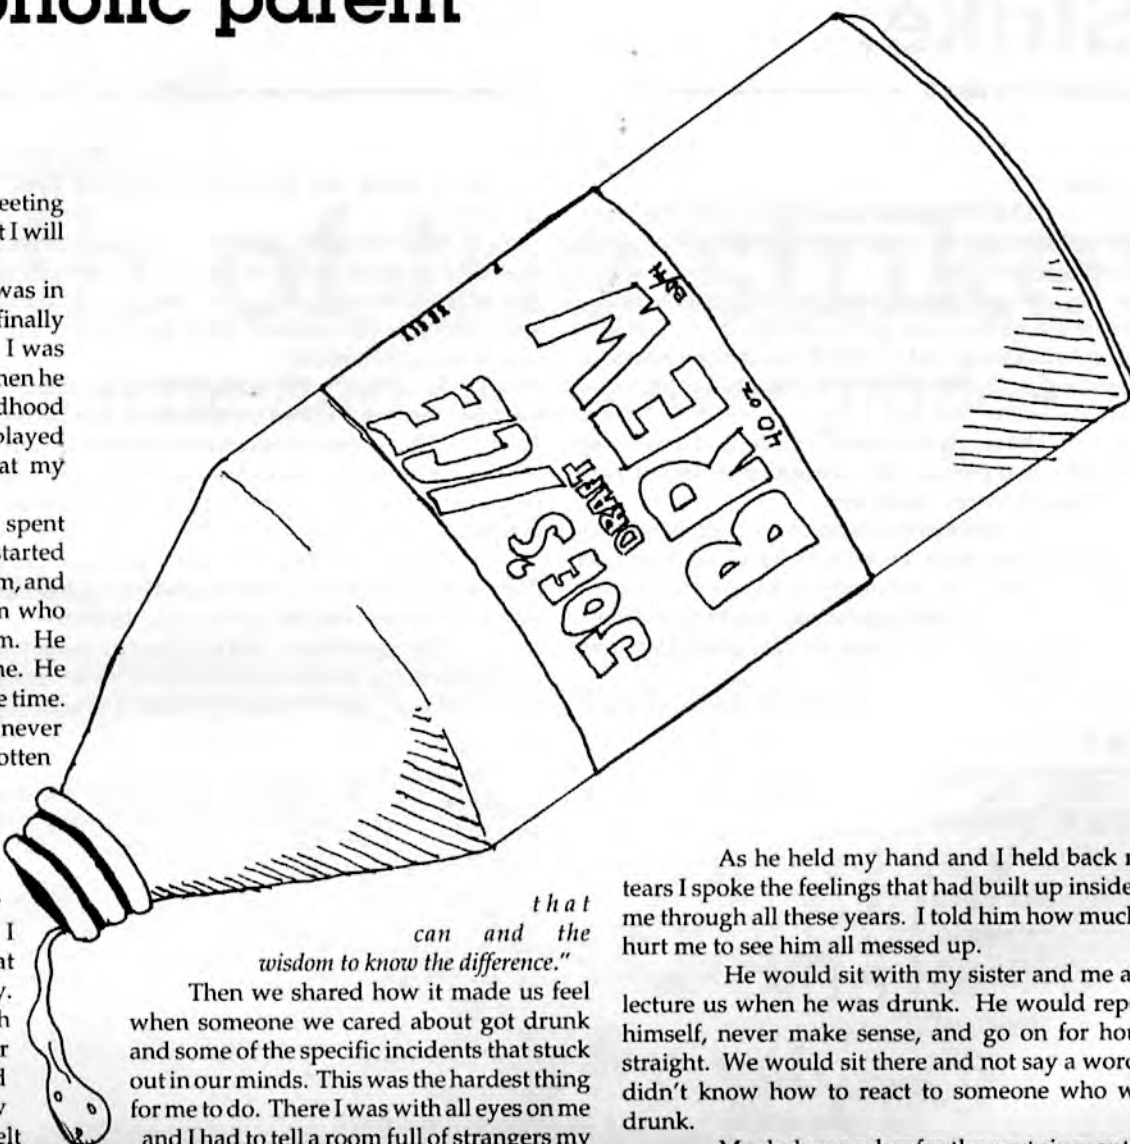 parent
eeting
t I will
was in
finally
I was
hen he
dhood
played
at my
spent
started
m, and
n who
m. He
ne. He
e time.
never
otten
I
at
y.
h
r
d
y
elt
JOE'S ICE
DRAFT
BREW
40 oz
that
can and the
wisdom to know the difference."
Then we shared how it made us feel
when someone we cared about got drunk
and some of the specific incidents that stuck
out in our minds. This was the hardest thing
for me to do. There I was with all eyes on me
and I had to tell a room full of strangers my
As he held my hand and I held back
tears I spoke the feelings that had built up inside
me through all these years. I told him how much
hurt me to see him all messed up.
He would sit with my sister and me a
lecture us when he was drunk. He would repe
himself, never make sense, and go on for hou
straight. We would sit there and not say a word
didn't know how to react to someone who w
drunk.